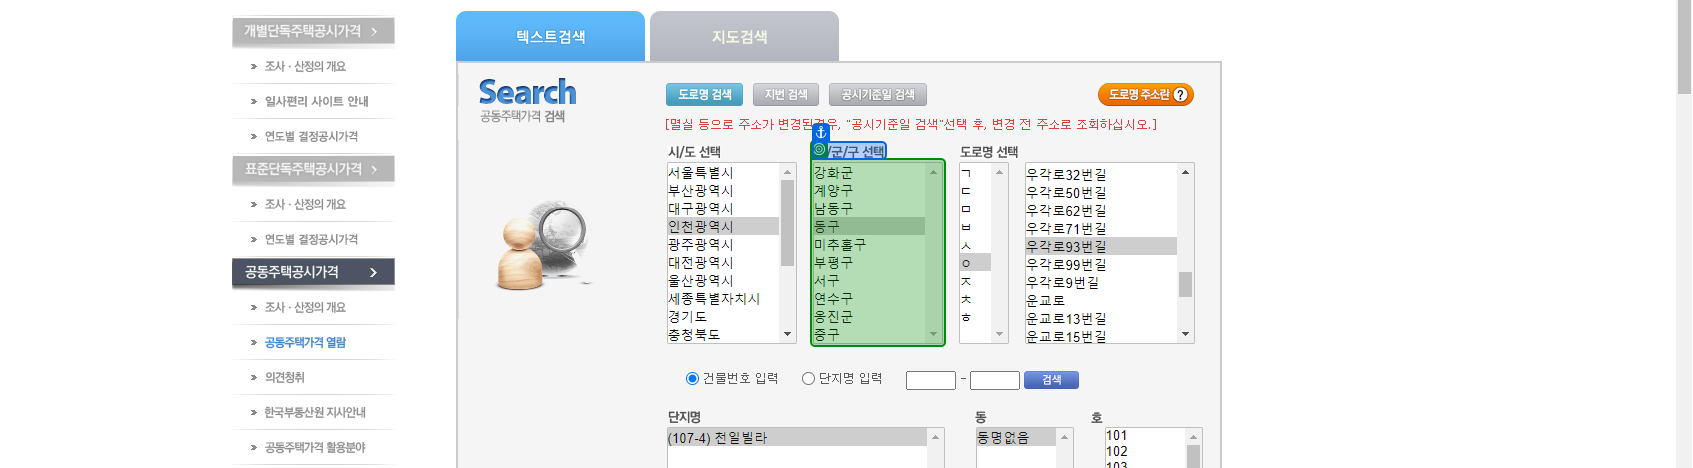 개별단독주택공시가격
조사ㆍ산정의 개요
일사편리 사이트 안내
연도별 결정공시가격
표준단독주택공시가격
조사ㆍ산정의 개요
연도별 결정공시가격
공동주택공시가격
조사ㆍ산정의 개요
공동주택가격 열람
의견청취
한국부동산원 지사안내
공동주택가격 활용분야
텍스트검색
지도검색
Search
공동주택가격 검색
도로명 검색
지번 검색
공시기준일 검색
도로명 주소란 ?
[멸실 등으로 주소가 변경된경우, "공시기준일 검색"선택 후, 변경 전 주소로 조회하십시오.]
시/도 선택
서울특별시
부산광역시
대구광역시
인천광역시
광주광역시
대전광역시
울산광역시
세종특별자치시
경기도
충청북도
/군/구 선택
강화군
계양구
남동구
동구
미추홀구
부평구
서구
연수구
옹진군
중구
도로명 선택
ㄱ
ㄷ
ㅁ
ㅂ
ㅅ
ㅇ
ㅈ
ㅊ
ㅎ
우각로32번길
우각로50번길
우각로62번길
우각로71번길
우각로93번길
우각로99번길
우각로9번길
운교로
운교로13번길
운교로15번길
건물번호 입력
단지명 입력
-
검색
단지명
(107-4) 천일빌라
동
동명없음
호
101
102
103